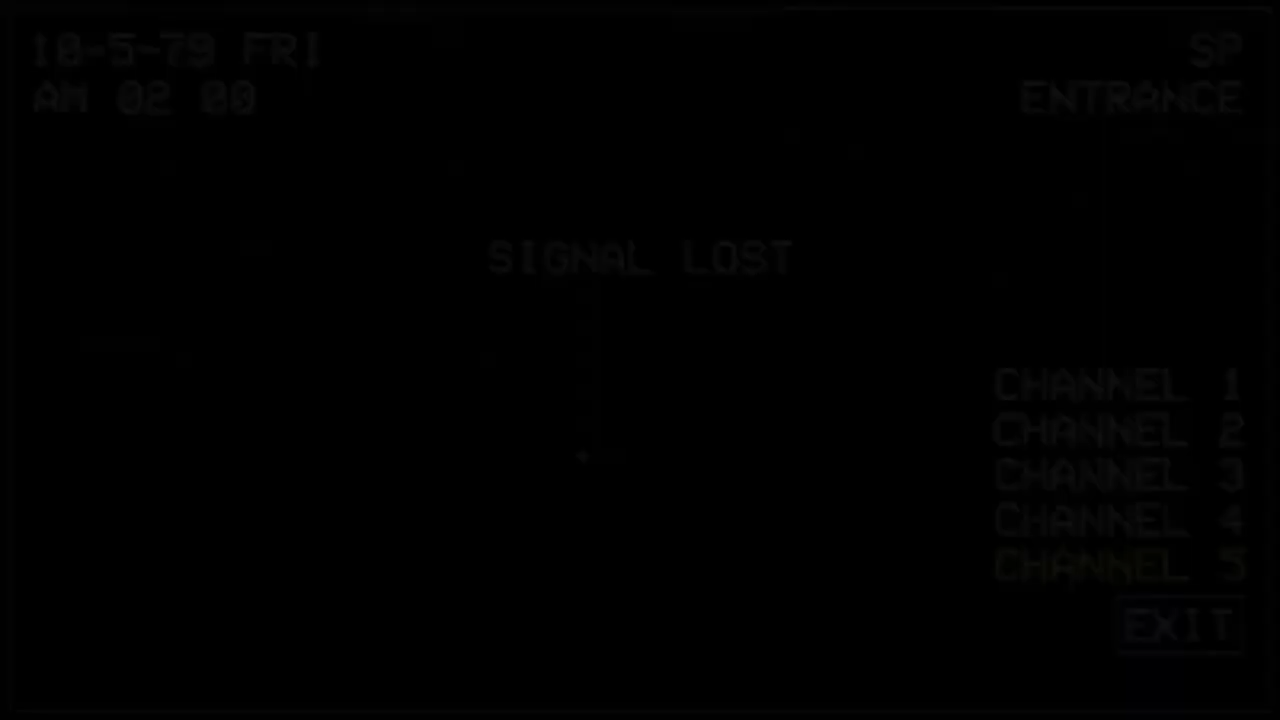 10-5-79 FRI
AM 02 00
SP
ENTRANCE
SIGNAL LOST
CHANNEL 1
CHANNEL 2
CHANNEL 3
CHANNEL 4
CHANNEL 5
EXIT